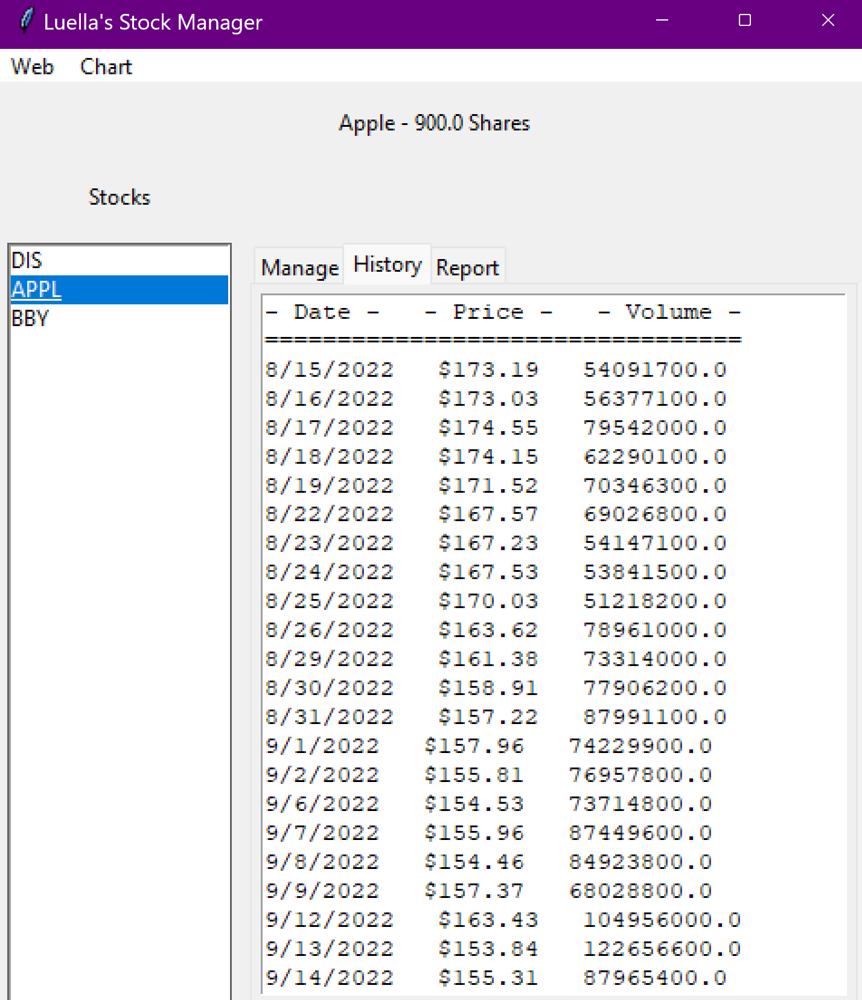 Luella's Stock Manager
Web Chart
Apple - 900.0 Shares
Stocks
DIS
APPL
BBY
Manage History Report
- Date - - Price - - Volume -
=================================
8/15/2022 $173.19 54091700.0
8/16/2022 $173.03 56377100.0
8/17/2022 $174.55 79542000.0
8/18/2022 $174.15 62290100.0
8/19/2022 $171.52 70346300.0
8/22/2022 $167.57 69026800.0
8/23/2022 $167.23 54147100.0
8/24/2022 $167.53 53841500.0
8/25/2022 $170.03 51218200.0
8/26/2022 $163.62 78961000.0
8/29/2022 $161.38 73314000.0
8/30/2022 $158.91 77906200.0
8/31/2022 $157.22 87991100.0
9/1/2022 $157.96 74229900.0
9/2/2022 $155.81 76957800.0
9/6/2022 $154.53 73714800.0
9/7/2022 $155.96 87449600.0
9/8/2022 $154.46 84923800.0
9/9/2022 $157.37 68028800.0
9/12/2022 $163.43 104956000.0
9/13/2022 $153.84 122656600.0
9/14/2022 $155.31 87965400.0